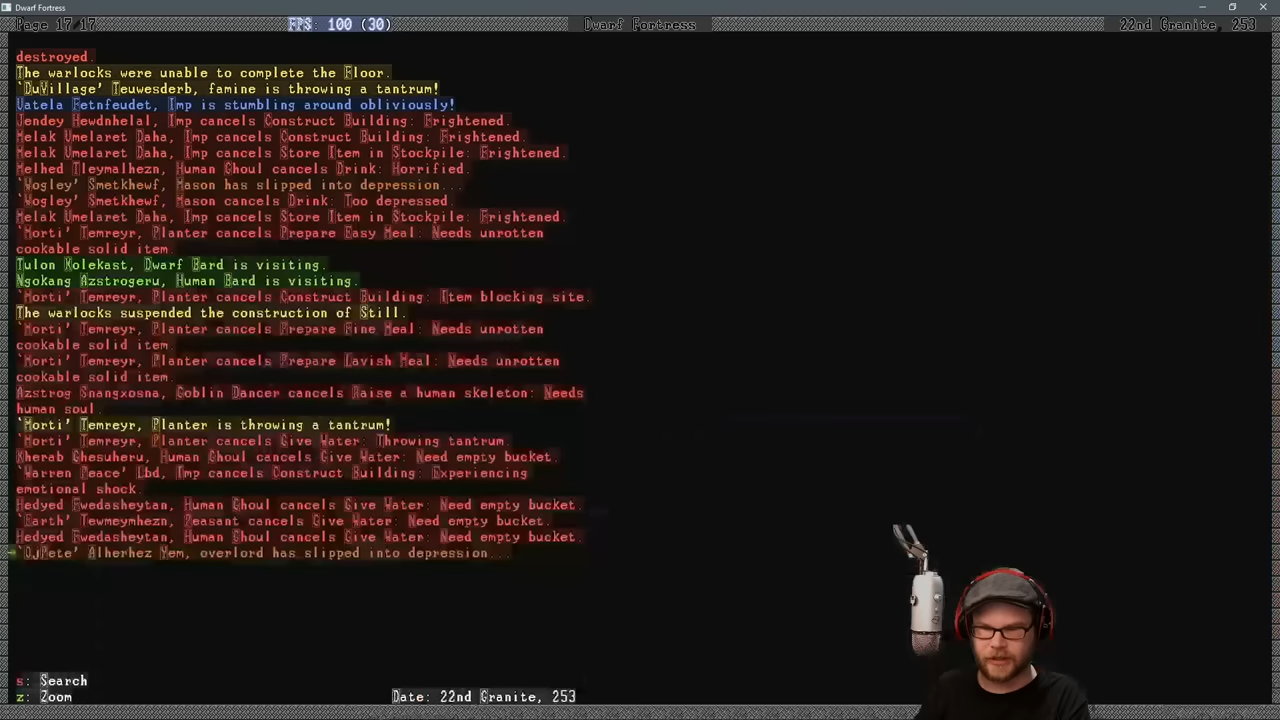 Dwarf Fortress
Page 17/17 FPS: 100 (30) Dwarf Fortress 22nd Granite, 253
destroyed.
The warlocks were unable to complete the Floor.
`DuVillage' Teuwesderb, famine is throwing a tantrum!
Vatela Fetnfeudet, Imp is stumbling around obliviously!
Jendey Hewdnhelal, Imp cancels Construct Building: Frightened.
Melak Umelaret Daha, Imp cancels Construct Building: Frightened.
Melak Umelaret Daha, Imp cancels Store Item in Stockpile: Frightened.
Melhed Tleymalhezn, Human Ghoul cancels Drink: Horrified.
`Wogley' Smetkhewf, Mason has slipped into depression...
`Wogley' Smetkhewf, Mason cancels Drink: Too depressed.
Melak Umelaret Daha, Imp cancels Store Item in Stockpile: Frightened.
`Morti' Temreyr, Planter cancels Prepare Easy Meal: Needs unrotten
cookable solid item.
Tulon Kolekast, Dwarf Bard is visiting.
Ngokang Azstrogeru, Human Bard is visiting.
`Morti' Temreyr, Planter cancels Construct Building: Item blocking site.
The warlocks suspended the construction of Still.
`Morti' Temreyr, Planter cancels Prepare Fine Meal: Needs unrotten
cookable solid item.
`Morti' Temreyr, Planter cancels Prepare Lavish Meal: Needs unrotten
cookable solid item.
Azstrog Snangxosna, Goblin Dancer cancels Raise a human skeleton: Needs
human soul.
`Morti' Temreyr, Planter is throwing a tantrum!
`Morti' Temreyr, Planter cancels Give Water: Throwing tantrum.
Kherab Ghesuheru, Human Ghoul cancels Give Water: Need empty bucket.
`Warren Peace' Lbd, Imp cancels Construct Building: Experiencing
emotional shock.
Hedyed Ewedasheytan, Human Ghoul cancels Give Water: Need empty bucket.
`Earth' Tewmeymhezn, Peasant cancels Give Water: Need empty bucket.
Hedyed Ewedasheytan, Human Ghoul cancels Give Water: Need empty bucket.
`DjPete' Alherhez Yem, overlord has slipped into depression...
s: Search
z: Zoom Date: 22nd Granite, 253